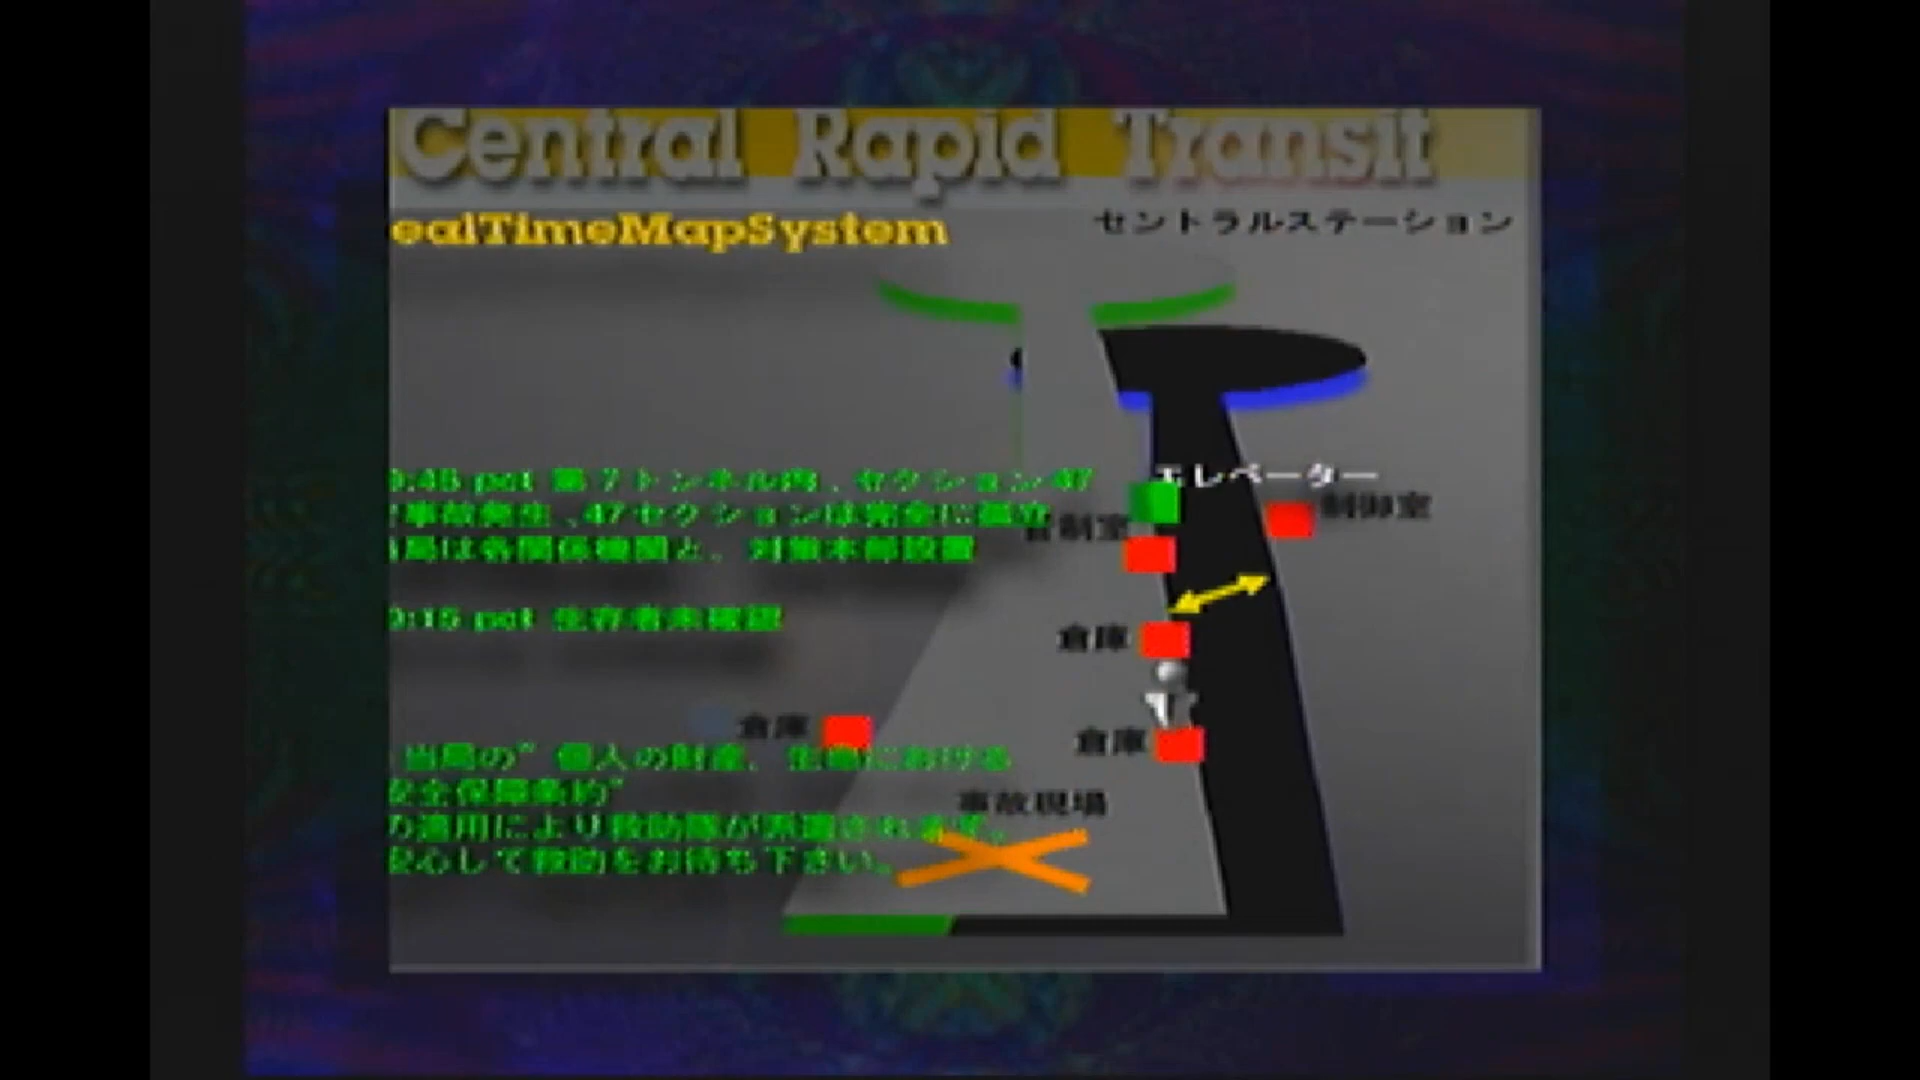 Central Rapid Transit
ealTimeMapSystem
セントラルステーション
:45 pct 第7トンネル内、セクション47
事故発生、47セクションは完全に
局は各関係機関と、対策本部設置
エレベーター
制御室
管制室
:15 pct 生存者未確認
倉庫
倉庫
倉庫
当局の"個人の財産、生命における
安全保障条約"
の適用により救助隊が派遣されます。
安心して救助をお待ち下さい。
事故現場